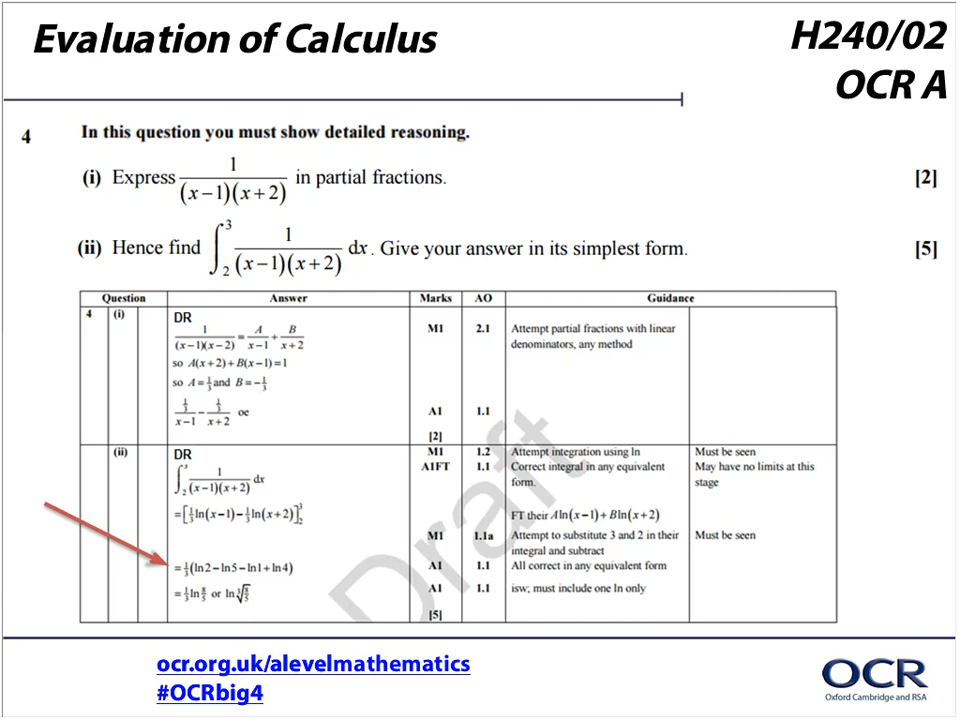 Evaluation of Calculus
H240/02
OCR A
4 In this question you must show detailed reasoning.
(i) Express 1/((x−1)(x+2)) in partial fractions. [2]
(ii) Hence find ∫₂³ 1/((x−1)(x+2)) dx. Give your answer in its simplest form. [5]
Question Answer Marks AO Guidance
4 (i) DR
1/((x−1)(x−2)) = A/(x−1) + B/(x+2) M1 2.1 Attempt partial fractions with linear
denominators, any method
so A(x+2)+B(x−1)=1
so A=1/3 and B=−1/3
(1/3)/(x−1) − (1/3)/(x+2) oe A1 1.1
[2]
(ii) DR M1 1.2 Attempt integration using ln Must be seen
∫₂³ 1/((x−1)(x+2)) dx A1FT 1.1 Correct integral in any equivalent
form. May have no limits at this
stage
=[1/3 ln(x−1)−1/3 ln(x+2)]₂³ FT their A ln(x−1)+B ln(x+2)
M1 1.1a Attempt to substitute 3 and 2 in their
integral and subtract Must be seen
=1/3(ln2−ln5−ln1+ln4) A1 1.1 All correct in any equivalent form
=1/3 ln 8/5 or ln ∛(8/5) A1 1.1 isw; must include one ln only
[5]
Draft
ocr.org.uk/alevelmathematics
#OCRbig4
OCR
Oxford Cambridge and RSA